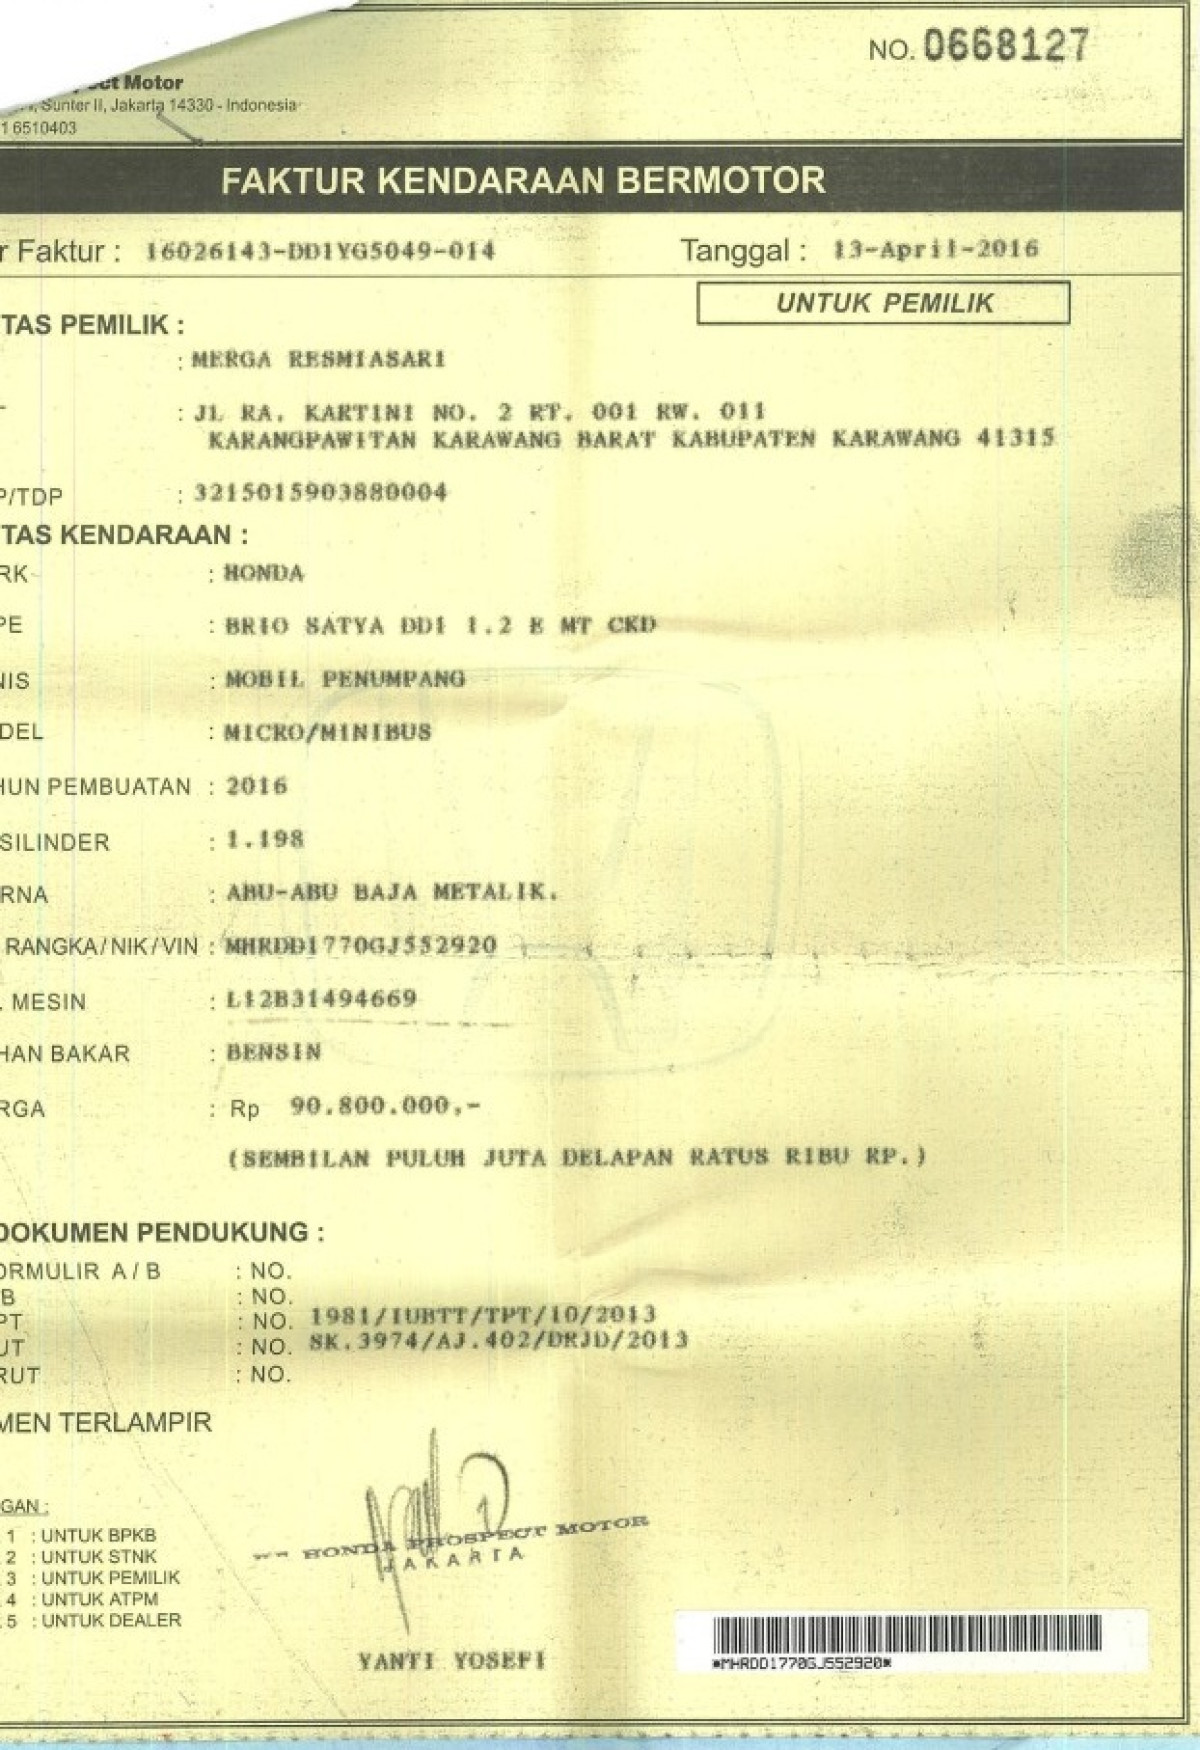 NO. 0668127
ect Motor
Sunter II, Jakarta 14330 - Indonesia
1 6510403
FAKTUR KENDARAAN BERMOTOR
r Faktur : 16026143-DD1YG5049-014 Tanggal : 13-April-2016
UNTUK PEMILIK
TAS PEMILIK :
: MERGA RESMIASARI
: JL RA. KARTINI NO. 2 RT. 001 RW. 011
KARANGPAWITAN KARAWANG BARAT KABUPATEN KARAWANG 41315
P/TDP : 3215015903880004
TAS KENDARAAN :
RK : HONDA
PE : BRIO SATYA DD1 1.2 E MT CKD
NIS : MOBIL PENUMPANG
DEL : MICRO/MINIBUS
HUN PEMBUATAN : 2016
SILINDER : 1.198
RNA : ABU-ABU BAJA METALIK.
RANGKA/NIK/VIN : MHRDD1770GJ552920
. MESIN : L12B31494669
HAN BAKAR : BENSIN
RGA : Rp 90.800.000,-
(SEMBILAN PULUH JUTA DELAPAN RATUS RIBU RP.)
DOKUMEN PENDUKUNG :
ORMULIR A / B : NO.
B : NO.
PT : NO. 1981/IUBTT/TPT/10/2013
UT : NO. SK.3974/AJ.402/DRJD/2013
RUT : NO.
MEN TERLAMPIR
GAN :
1 : UNTUK BPKB
2 : UNTUK STNK
3 : UNTUK PEMILIK
4 : UNTUK ATPM
5 : UNTUK DEALER
HONDA PROSPECT MOTOR
JAKARTA
YANTI YOSEFI
*MHRDD1770GJ552920*